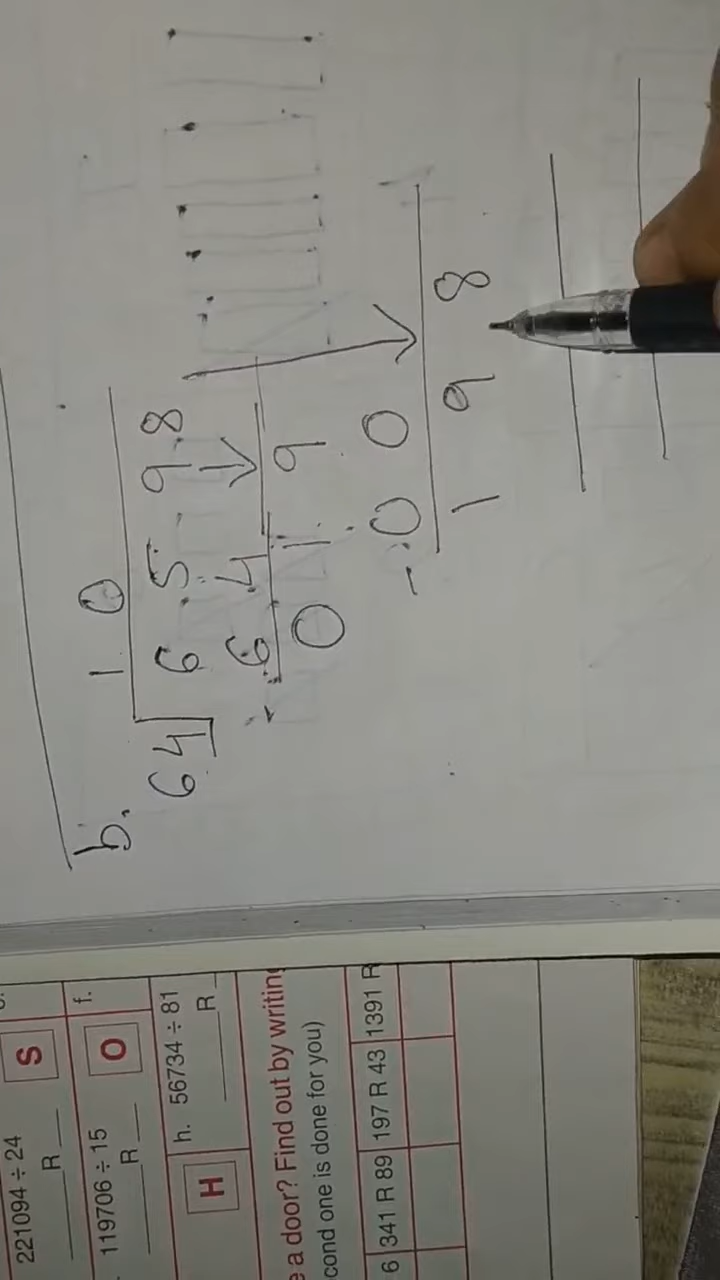 b.
1 0
64 6 5 9 8
- 6 4
0 1 9
- 0 0
1 9 8
221094 ÷ 24
R
S
119706 ÷ 15
R
O
f.
H
h. 56734 ÷ 81
R
e a door? Find out by writing
cond one is done for you)
6 341 R 89 197 R 43 1391 R